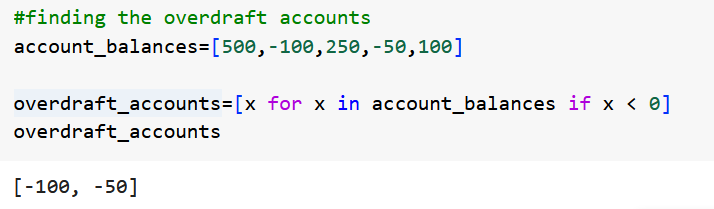 #finding the overdraft accounts
account_balances=[500,-100,250,-50,100]
overdraft_accounts=[x for x in account_balances if x < 0]
overdraft_accounts
[-100, -50]